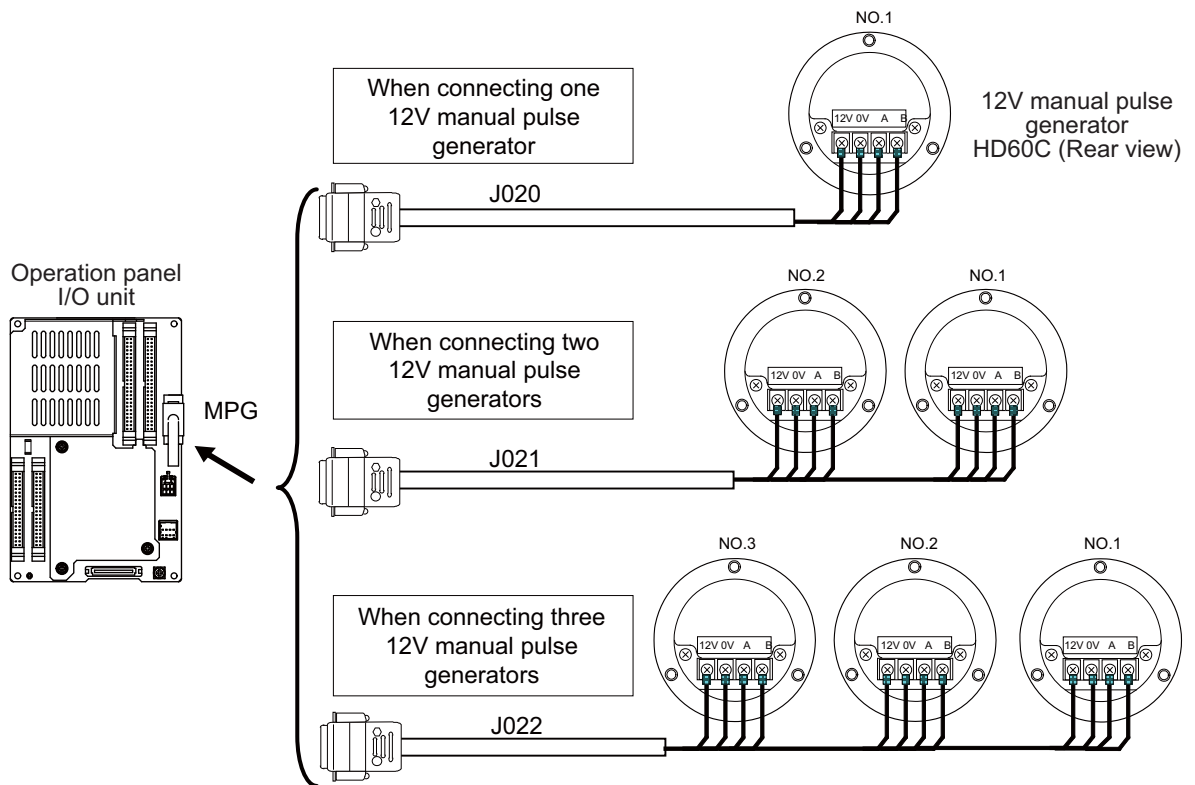 NO.1
When connecting one
12V manual pulse
generator
12V 0V A B
12V manual pulse
generator
HD60C (Rear view)
J020
Operation panel
I/O unit
MPG
NO.2
NO.1
When connecting two
12V manual pulse
generators
12V 0V A B
12V 0V A B
J021
NO.3
NO.2
NO.1
When connecting three
12V manual pulse
generators
12V 0V A B
12V 0V A B
12V 0V A B
J022